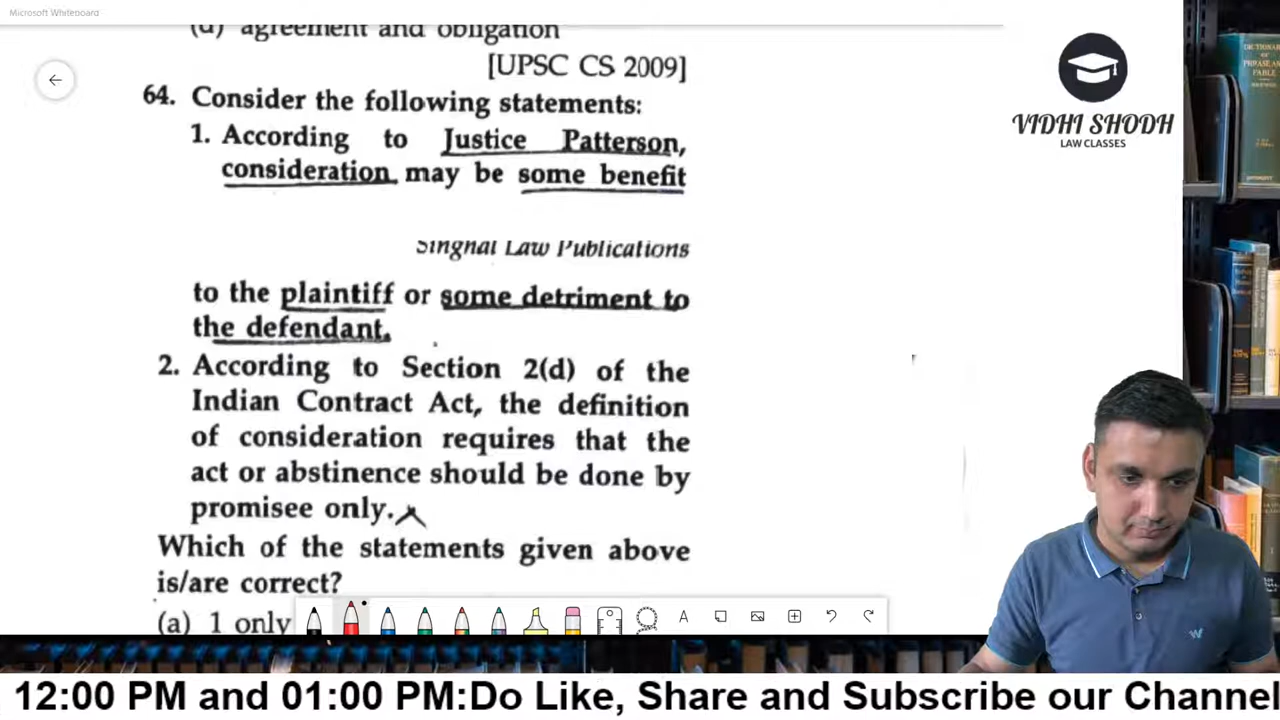 Microsoft Whiteboard
(d) agreement and obligation
[UPSC CS 2009]
64. Consider the following statements:
1. According to Justice Patterson,
consideration may be some benefit
Singhal Law Publications
to the plaintiff or some detriment to
the defendant.
2. According to Section 2(d) of the
Indian Contract Act, the definition
of consideration requires that the
act or abstinence should be done by
promisee only.
Which of the statements given above
is/are correct?
(a) 1 only
VIDHI SHODH
LAW CLASSES
12:00 PM and 01:00 PM:Do Like, Share and Subscribe our Channel